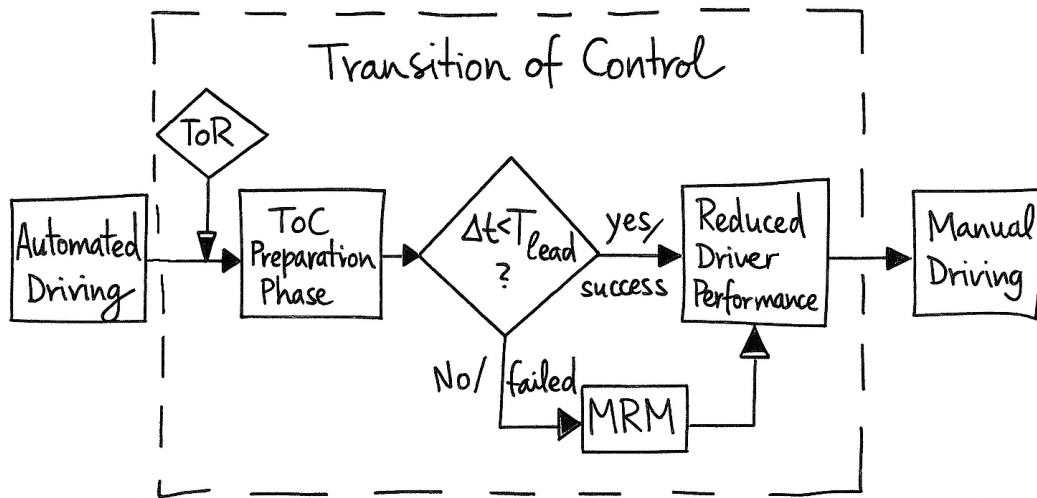 Transition of Control
ToR
Automated
Driving
ToC
Preparation
Phase
Δt<T_lead
?
yes/
success
No/ failed
MRM
Reduced
Driver
Performance
Manual
Driving